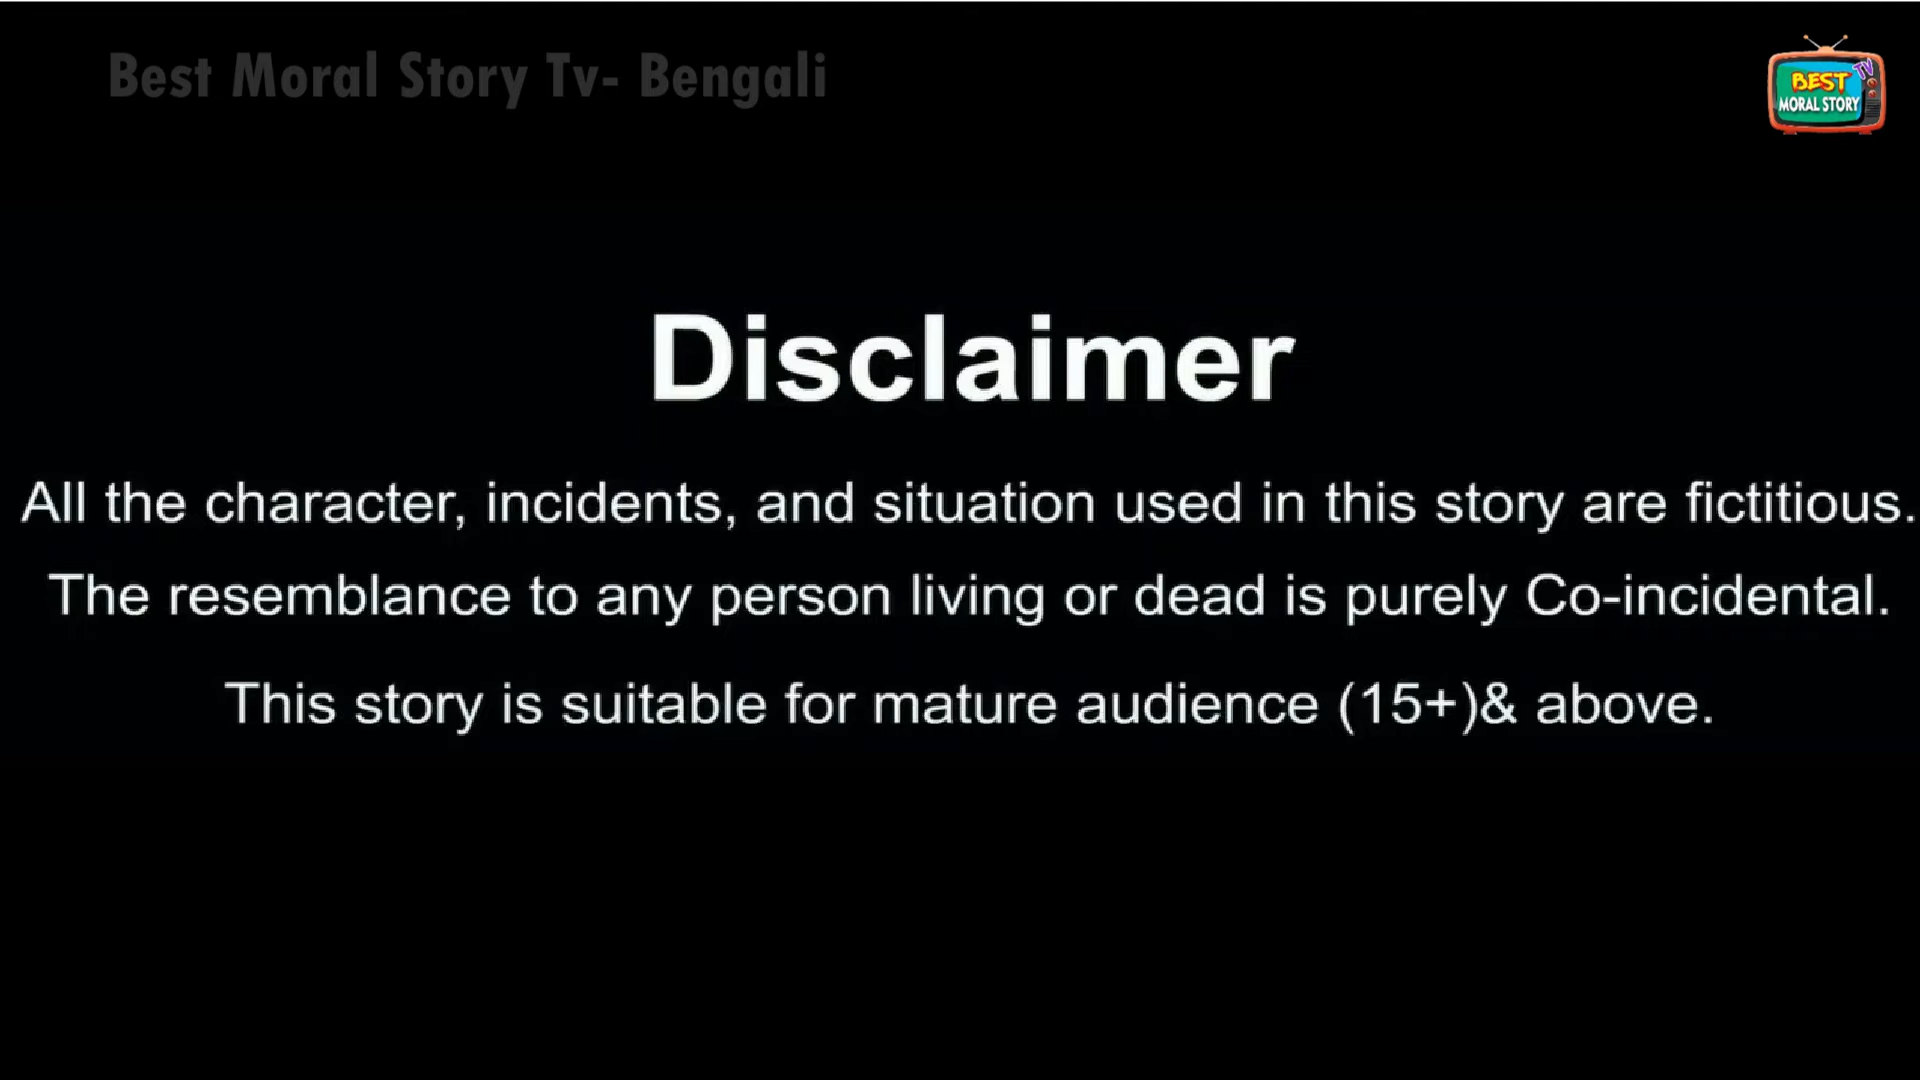 Best Moral Story Tv- Bengali
BEST TV
MORAL STORY
Disclaimer
All the character, incidents, and situation used in this story are fictitious.
The resemblance to any person living or dead is purely Co-incidental.
This story is suitable for mature audience (15+)& above.